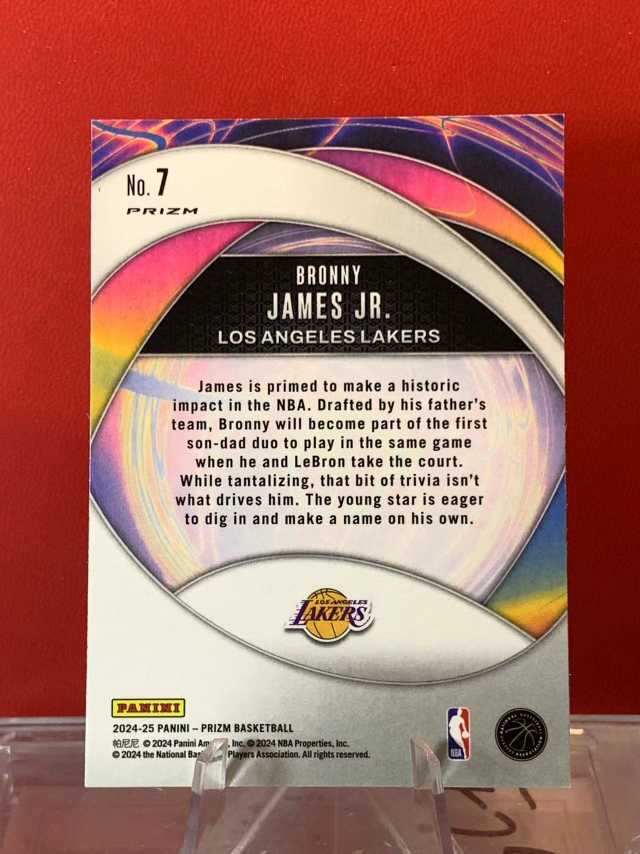 No. 7
PRIZM
BRONNY
JAMES JR.
LOS ANGELES LAKERS
James is primed to make a historic
impact in the NBA. Drafted by his father's
team, Bronny will become part of the first
son-dad duo to play in the same game
when he and LeBron take the court.
While tantalizing, that bit of trivia isn't
what drives him. The young star is eager
to dig in and make a name on his own.
LOS ANGELES
LAKERS
PANINI
2024-25 PANINI – PRIZM BASKETBALL
帕尼尼 © 2024 Panini Inc. © 2024 NBA Properties, Inc.
© 2024 the National Players Association. All rights reserved.
NBA